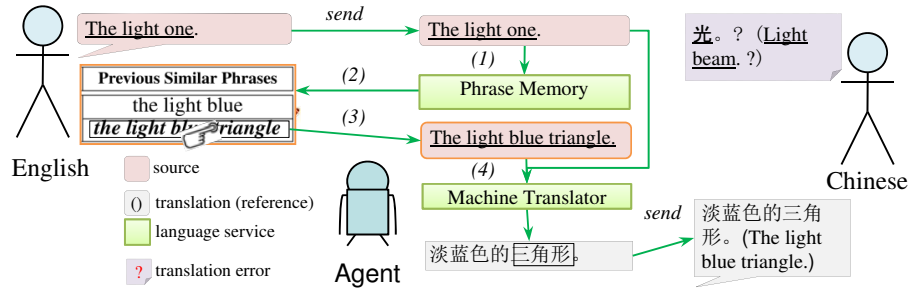 The light one.
send
The light one.
光。?（Light
beam. ?）
(1)
(2)
Previous Similar Phrases
the light blue
the light blue triangle
Phrase Memory
(3)
The light blue triangle.
English
source
() translation (reference)
language service
? translation error
Agent
(4)
Machine Translator
淡蓝色的三角形。
send
淡蓝色的三角
形。(The light
blue triangle.)
Chinese